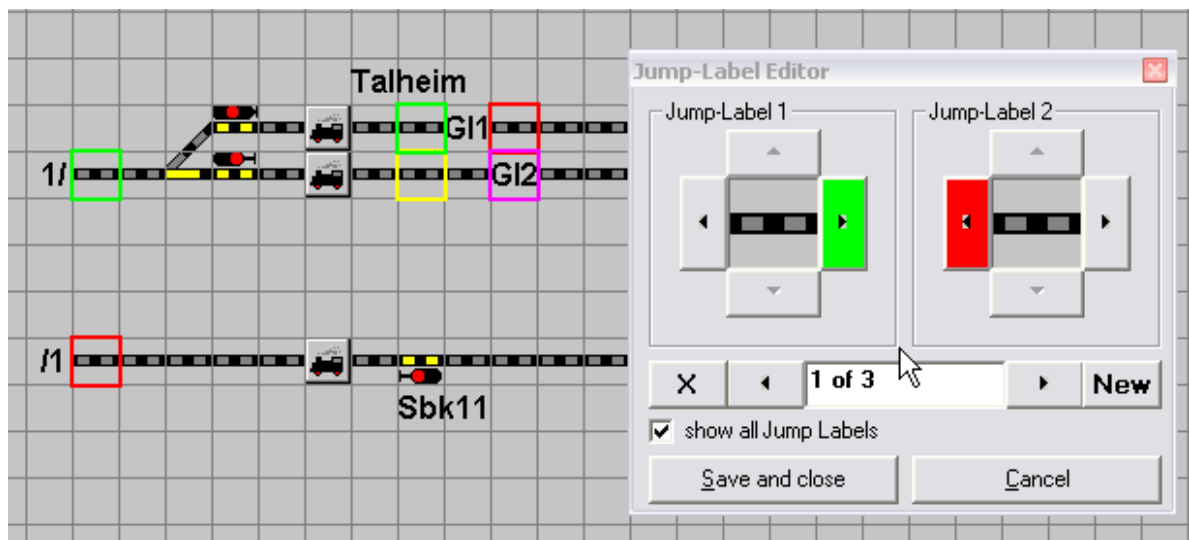 Talheim
Gl1
1/
Gl2
/1
Sbk11
Jump-Label Editor
Jump-Label 1
Jump-Label 2
X
1 of 3
New
show all Jump Labels
Save and close
Cancel